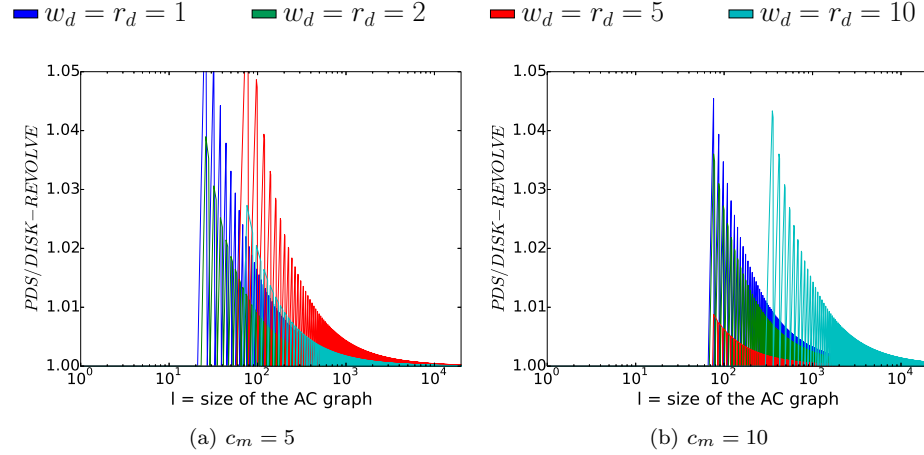 w_d = r_d = 1 w_d = r_d = 2 w_d = r_d = 5 w_d = r_d = 10
PDS/DISK−REVOLVE
1.05
1.04
1.03
1.02
1.01
1.00
10^0 10^1 10^2 10^3 10^4
l = size of the AC graph
(a) c_m = 5
PDS/DISK−REVOLVE
1.05
1.04
1.03
1.02
1.01
1.00
10^0 10^1 10^2 10^3 10^4
l = size of the AC graph
(b) c_m = 10